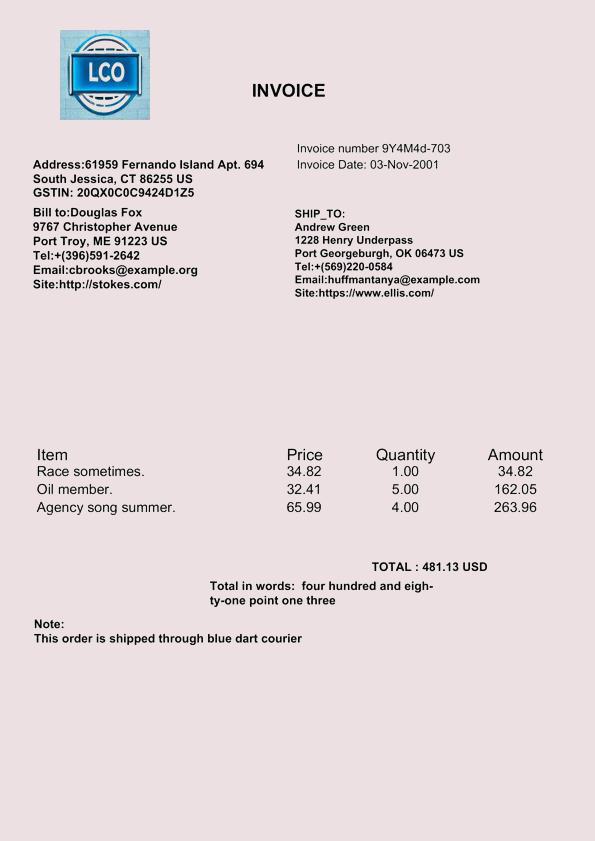 LCO
INVOICE
Invoice number 9Y4M4d-703
Invoice Date: 03-Nov-2001
Address:61959 Fernando Island Apt. 694
South Jessica, CT 86255 US
GSTIN: 20QX0C0C9424D1Z5
Bill to:Douglas Fox
9767 Christopher Avenue
Port Troy, ME 91223 US
Tel:+(396)591-2642
Email:cbrooks@example.org
Site:http://stokes.com/
SHIP_TO:
Andrew Green
1228 Henry Underpass
Port Georgeburgh, OK 06473 US
Tel:+(569)220-0584
Email:huffmantanya@example.com
Site:https://www.ellis.com/
Item Price Quantity Amount
Race sometimes. 34.82 1.00 34.82
Oil member. 32.41 5.00 162.05
Agency song summer. 65.99 4.00 263.96
TOTAL : 481.13 USD
Total in words:  four hundred and eigh-
ty-one point one three
Note:
This order is shipped through blue dart courier